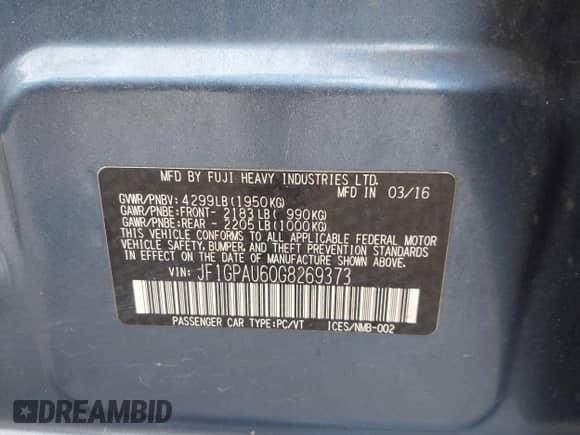 MFD BY FUJI HEAVY INDUSTRIES LTD.
MFD IN 03/16
GVWR/PNBV: 4299LB(1950KG)
GAWR/PNBE:FRONT- 2183LB( 990KG)
GAWR/PNBE:REAR - 2205LB(1000KG)
THIS VEHICLE CONFORMS TO ALL APPLICABLE FEDERAL MOTOR
VEHICLE SAFETY, BUMPER, AND THEFT PREVENTION STANDARDS
IN EFFECT ON THE DATE OF MANUFACTURE SHOWN ABOVE.
VIN: JF1GPAU60G8269373
PASSENGER CAR TYPE:PC/VT ICES/NMB-002
DREAMBID